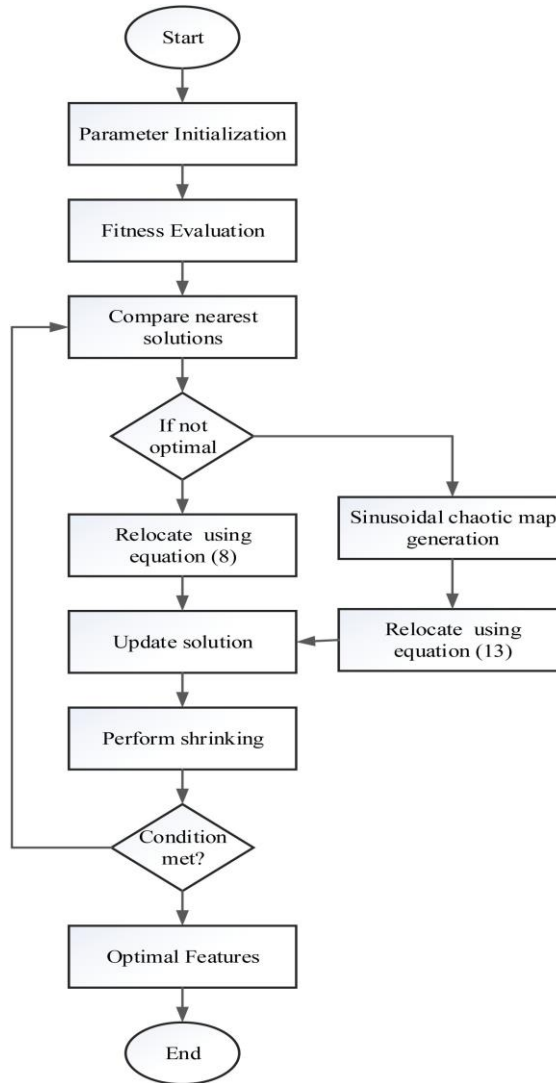 Start
Parameter Initialization
Fitness Evaluation
Compare nearest
solutions
If not
optimal
Relocate using
equation (8)
Sinusoidal chaotic map
generation
Update solution
Relocate using
equation (13)
Perform shrinking
Condition
met?
Optimal Features
End